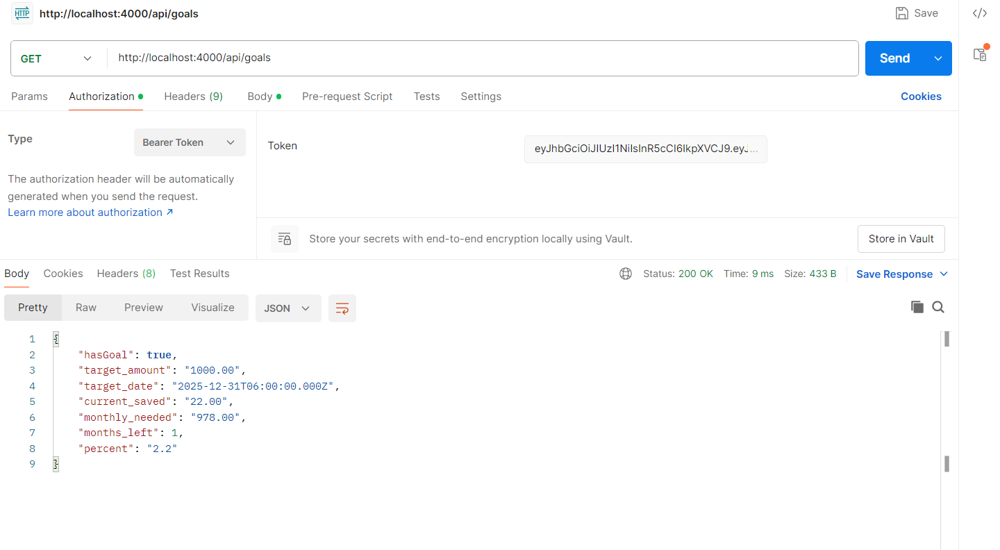 HTTP http://localhost:4000/api/goals Save
GET http://localhost:4000/api/goals Send
Params Authorization Headers (9) Body Pre-request Script Tests Settings Cookies
Type Bearer Token
The authorization header will be automatically
generated when you send the request.
Learn more about authorization ↗
Token eyJhbGciOiJIUzI1NiIsInR5cCI6IkpXVCJ9.eyJ...
Store your secrets with end-to-end encryption locally using Vault. Store in Vault
Body Cookies Headers (8) Test Results Status: 200 OK Time: 9 ms Size: 433 B Save Response
Pretty Raw Preview Visualize JSON
1 {
2 "hasGoal": true,
3 "target_amount": "1000.00",
4 "target_date": "2025-12-31T06:00:00.000Z",
5 "current_saved": "22.00",
6 "monthly_needed": "978.00",
7 "months_left": 1,
8 "percent": "2.2"
9 }